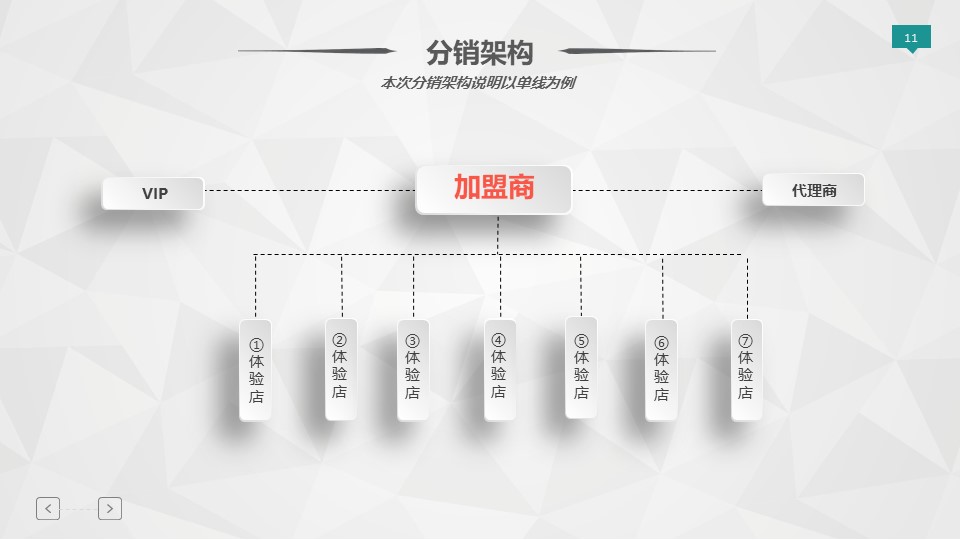 11
分销架构
本次分销架构说明以单线为例
VIP
加盟商
代理商
①体验店
②体验店
③体验店
④体验店
⑤体验店
⑥体验店
⑦体验店